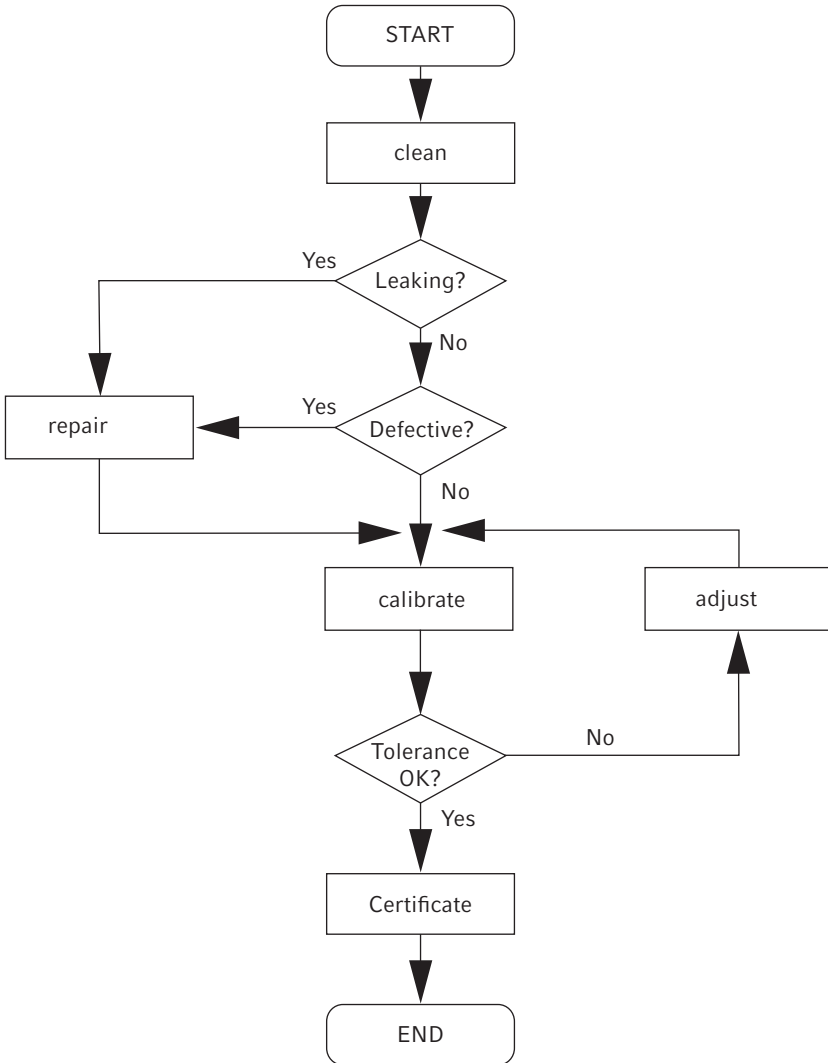 START
clean
Yes
Leaking?
No
Yes
repair
Defective?
No
calibrate
adjust
Tolerance
OK?
No
Yes
Certificate
END